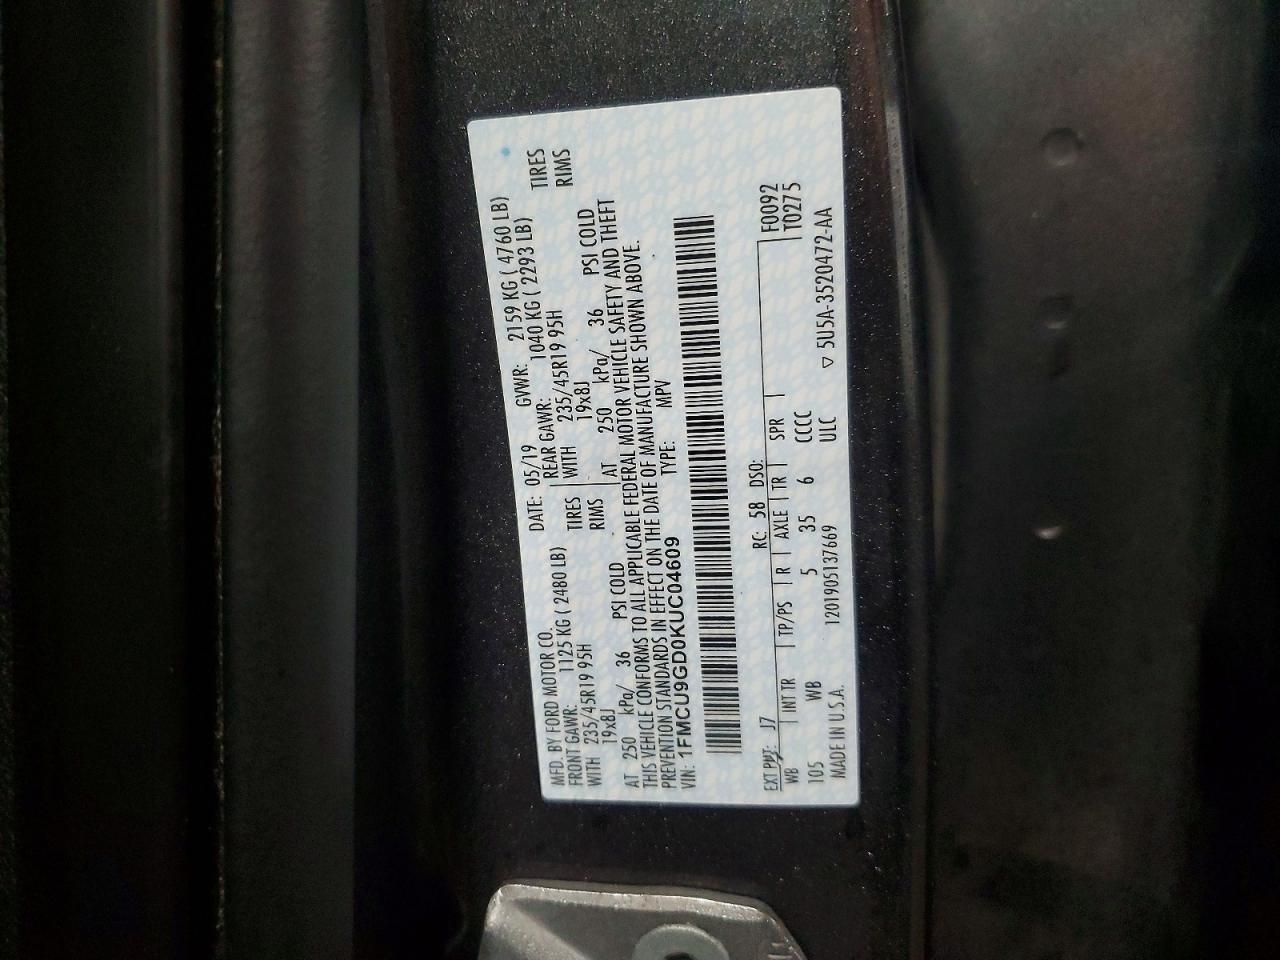 MFD. BY FORD MOTOR CO.
DATE: 05/19 GVWR: 2159 KG ( 4760 LB)
FRONT GAWR: 1125 KG ( 2480 LB) REAR GAWR: 1040 KG ( 2293 LB)
WITH 235/45R19 95H TIRES WITH 235/45R19 95H TIRES
19x8J RIMS 19x8J RIMS
AT 250 kPa/ 36 PSI COLD AT 250 kPa/ 36 PSI COLD
THIS VEHICLE CONFORMS TO ALL APPLICABLE FEDERAL MOTOR VEHICLE SAFETY AND THEFT
PREVENTION STANDARDS IN EFFECT ON THE DATE OF MANUFACTURE SHOWN ABOVE.
VIN: 1FMCU9GD0KUC04609 TYPE: MPV
EXT PNT: J7 RC: 58 DSO: F0092
WB INT TR TP/PS R AXLE TR SPR T0275
105 WB 5 35 6 CCCC
MADE IN U.S.A. 1201905137669 ULC ▽ 5U5A-3520472-AA